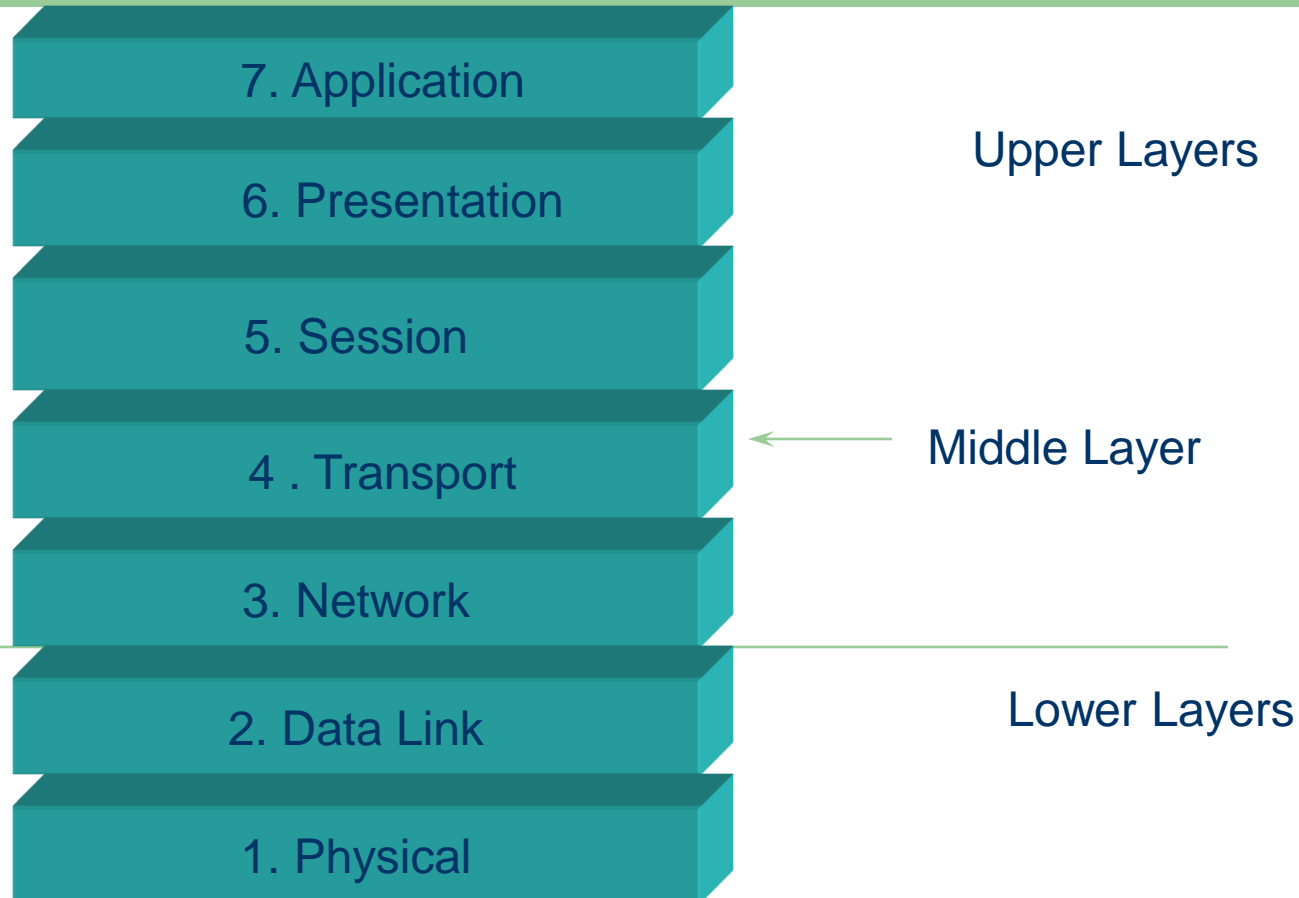 7. Application
Upper Layers
6. Presentation
5. Session
Middle Layer
4 . Transport
3. Network
Lower Layers
2. Data Link
1. Physical